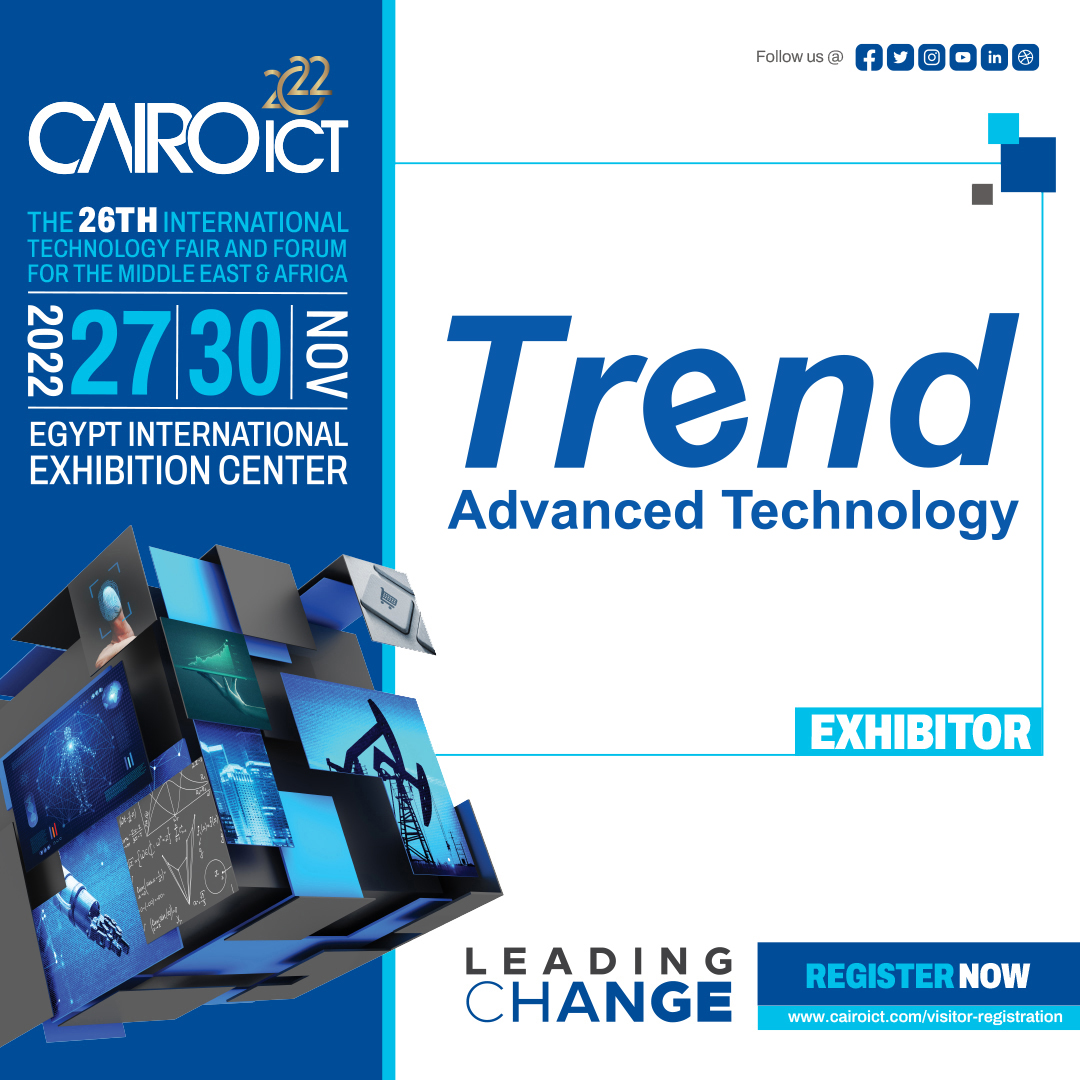 Follow us @
2022
CAIRO ICT
THE 26TH INTERNATIONAL
TECHNOLOGY FAIR AND FORUM
FOR THE MIDDLE EAST & AFRICA
2022 27 30 NOV
EGYPT INTERNATIONAL
EXHIBITION CENTER
Trend
Advanced Technology
EXHIBITOR
LEADING
CHANGE
REGISTER NOW
www.cairoict.com/visitor-registration